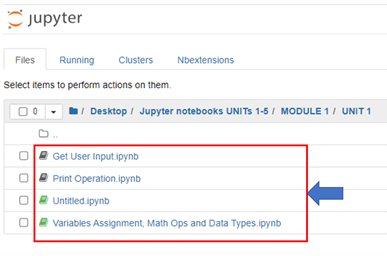 jupyter
Files Running Clusters Nbextensions
Select items to perform actions on them.
0 / Desktop / Jupyter notebooks UNITs 1-5 / MODULE 1 / UNIT 1
..
Get User Input.ipynb
Print Operation.ipynb
Untitled.ipynb
Variables Assignment, Math Ops and Data Types.ipynb